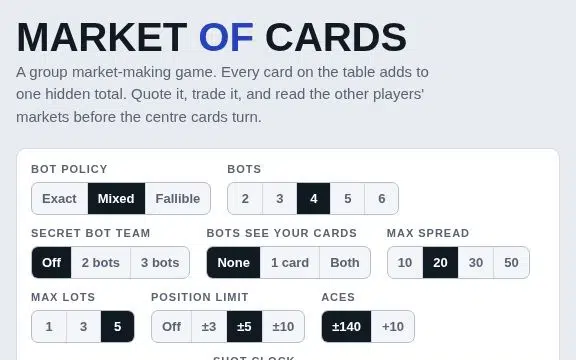 MARKET OF CARDS
A group market-making game. Every card on the table adds to
one hidden total. Quote it, trade it, and read the other players'
markets before the centre cards turn.
BOT POLICY BOTS
Exact Mixed Fallible 2 3 4 5 6
SECRET BOT TEAM BOTS SEE YOUR CARDS MAX SPREAD
Off 2 bots 3 bots None 1 card Both 10 20 30 50
MAX LOTS POSITION LIMIT ACES
1 3 5 Off ±3 ±5 ±10 ±140 +10
SHOT CLOCK